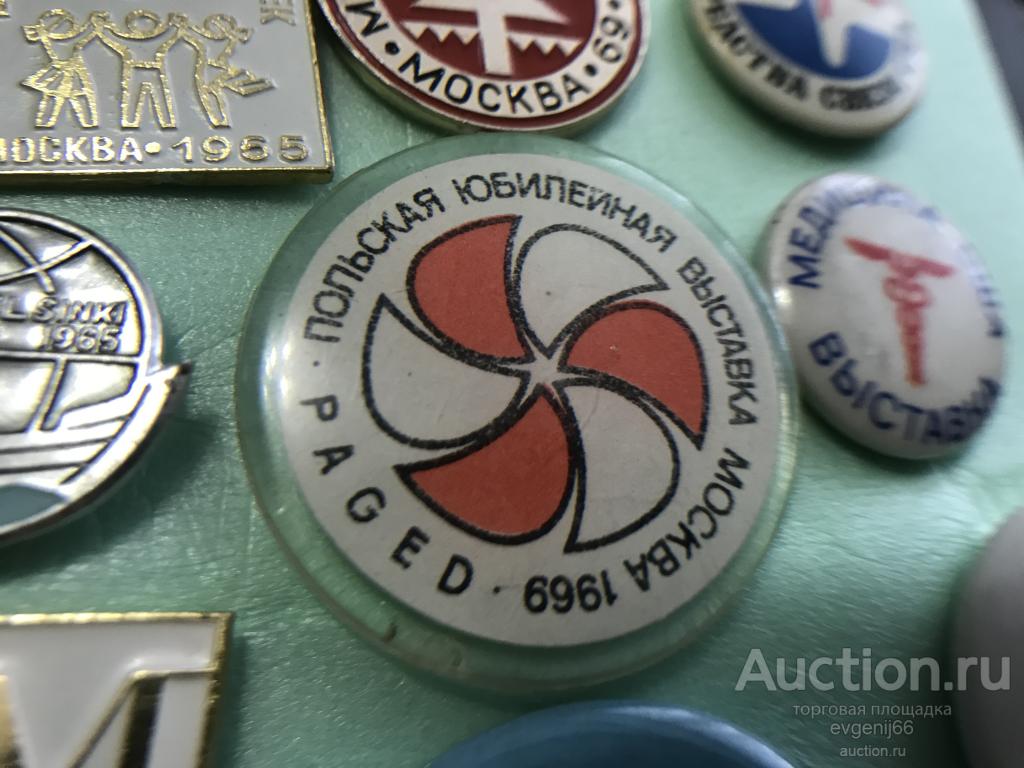 МОСКВА • 1965
МОСКВА • 69
1965
ПОЛЬСКАЯ ЮБИЛЕЙНАЯ ВЫСТАВКА МОСКВА 1969 · PAGED ·
ВЫСТАВКА
Auction.ru
торговая площадка
evgenij66
auction.ru